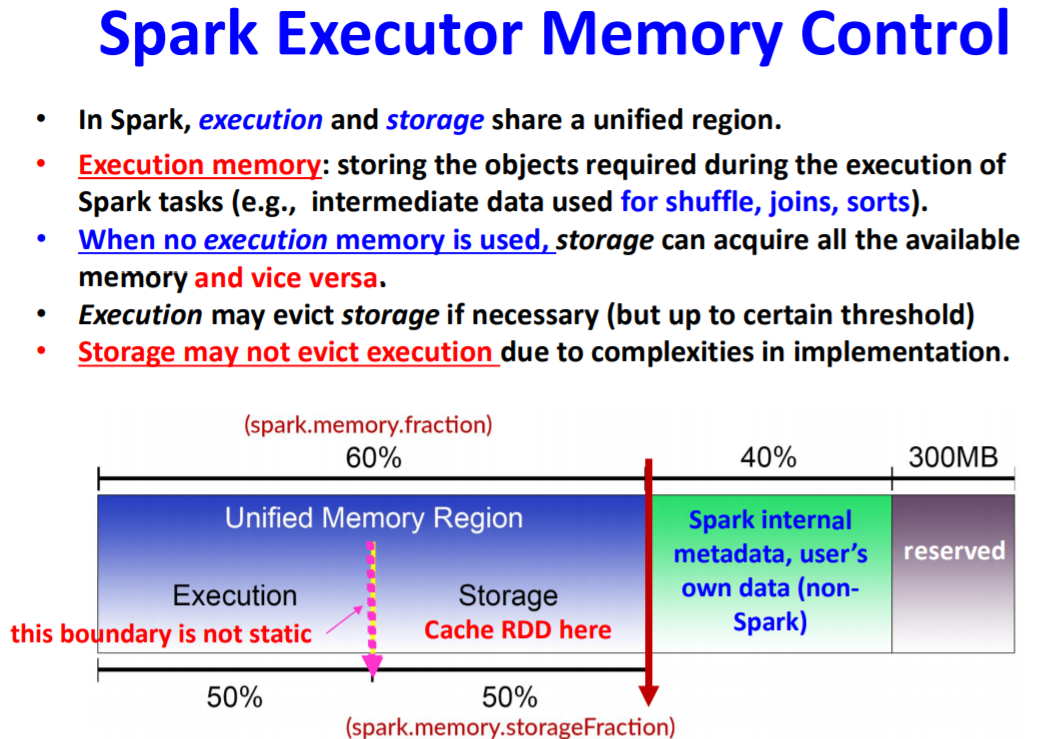 Spark Executor Memory Control
• In Spark, execution and storage share a unified region.
• Execution memory: storing the objects required during the execution of
Spark tasks (e.g., intermediate data used for shuffle, joins, sorts).
• When no execution memory is used, storage can acquire all the available
memory and vice versa.
• Execution may evict storage if necessary (but up to certain threshold)
• Storage may not evict execution due to complexities in implementation.
(spark.memory.fraction)
60%
40%
300MB
Unified Memory Region
Execution
Storage
this boundary is not static
Cache RDD here
Spark internal
metadata, user’s
own data (non-
Spark)
reserved
50%
50%
(spark.memory.storageFraction)